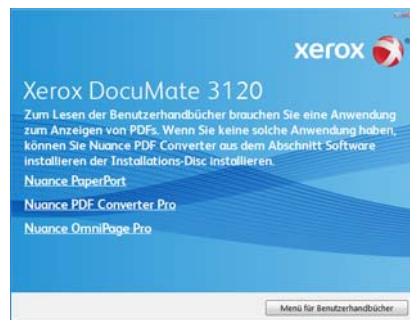 xerox
Xerox DocuMate 3120
Zum Lesen der Benutzerhandbücher brauchen Sie eine Anwendung
zum Anzeigen von PDFs. Wenn Sie keine solche Anwendung haben,
können Sie Nuance PDF Converter aus dem Abschnitt Software
installieren der Installations-Disc installieren.
Nuance PaperPort
Nuance PDF Converter Pro
Nuance OmniPage Pro
Menü für Benutzerhandbücher